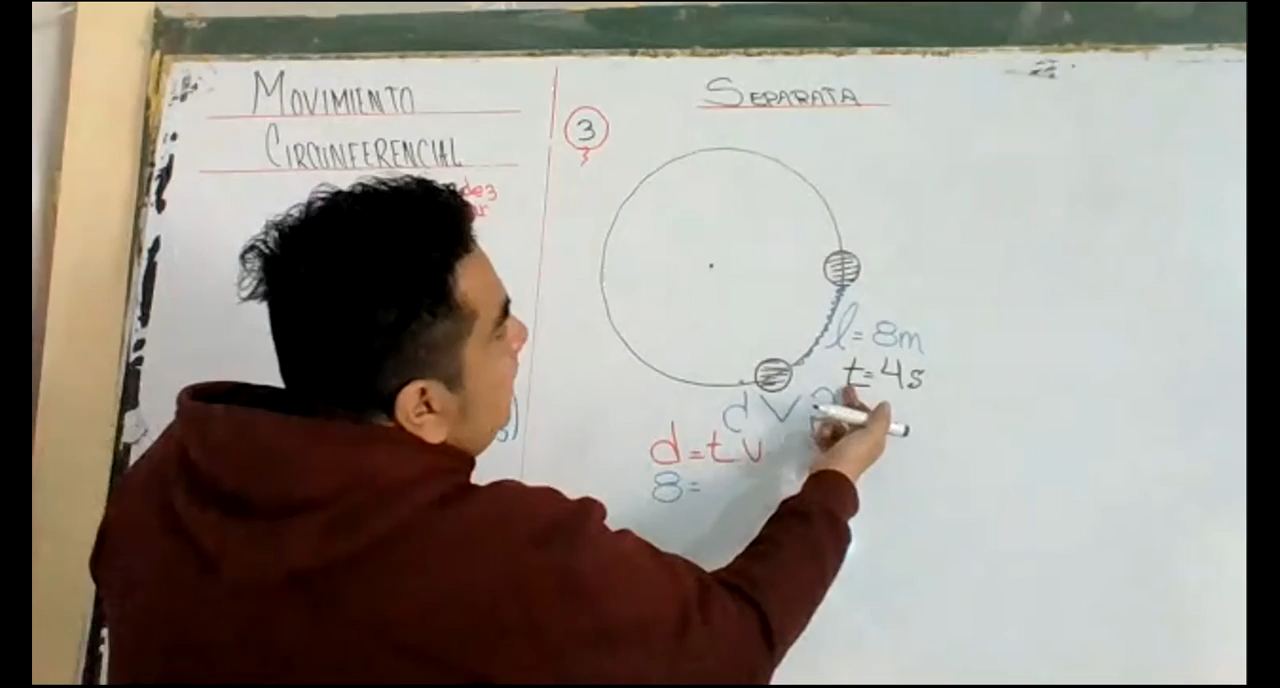 MOVIMIENTO
CIRCUNFERENCIAL
SEPARATA
3
l = 8m
t = 4s
d V
d = t v
8 =